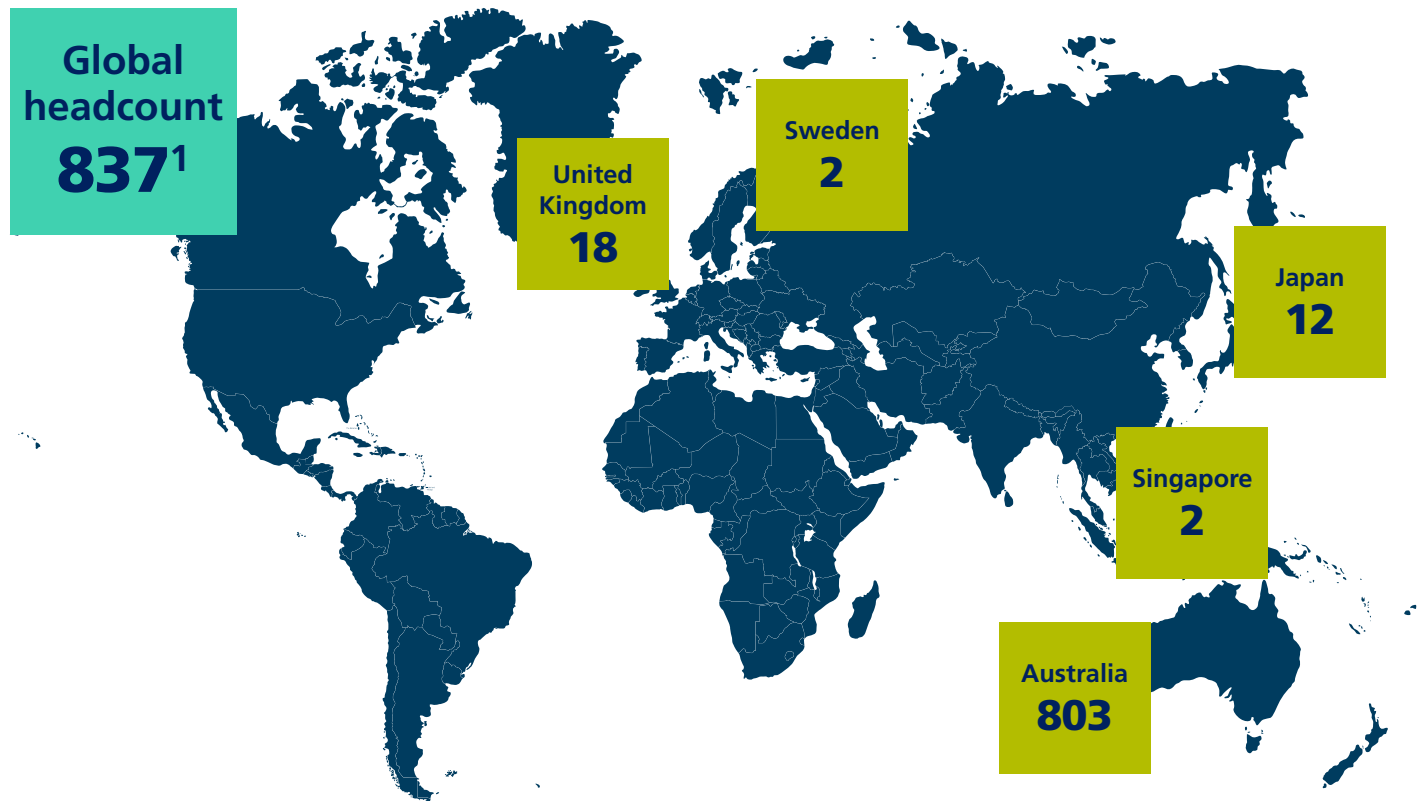 Global
headcount
837¹
United
Kingdom
18
Sweden
2
Japan
12
Singapore
2
Australia
803